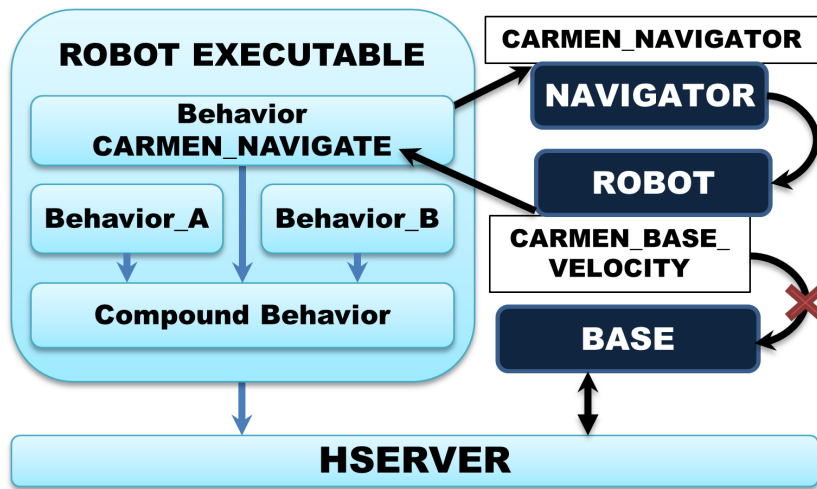 ROBOT EXECUTABLE
Behavior
CARMEN_NAVIGATE
Behavior_A
Behavior_B
Compound Behavior
CARMEN_NAVIGATOR
NAVIGATOR
ROBOT
CARMEN_BASE_
VELOCITY
BASE
HSERVER